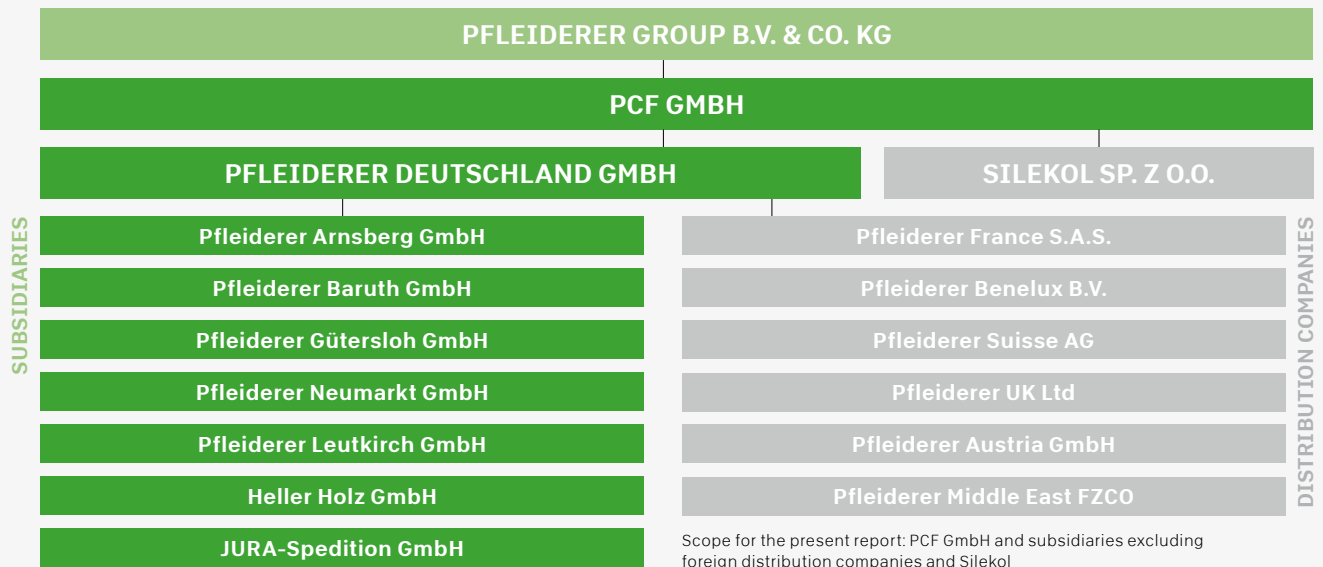 PFLEIDERER GROUP B.V. & CO. KG
PCF GMBH
PFLEIDERER DEUTSCHLAND GMBH
SILEKOL SP. Z O.O.
SUBSIDIARIES
Pfleiderer Arnsberg GmbH
Pfleiderer Baruth GmbH
Pfleiderer Gütersloh GmbH
Pfleiderer Neumarkt GmbH
Pfleiderer Leutkirch GmbH
Heller Holz GmbH
JURA-Spedition GmbH
Pfleiderer France S.A.S.
Pfleiderer Benelux B.V.
Pfleiderer Suisse AG
Pfleiderer UK Ltd
Pfleiderer Austria GmbH
Pfleiderer Middle East FZCO
DISTRIBUTION COMPANIES
Scope for the present report: PCF GmbH and subsidiaries excluding
foreign distribution companies and Silekol